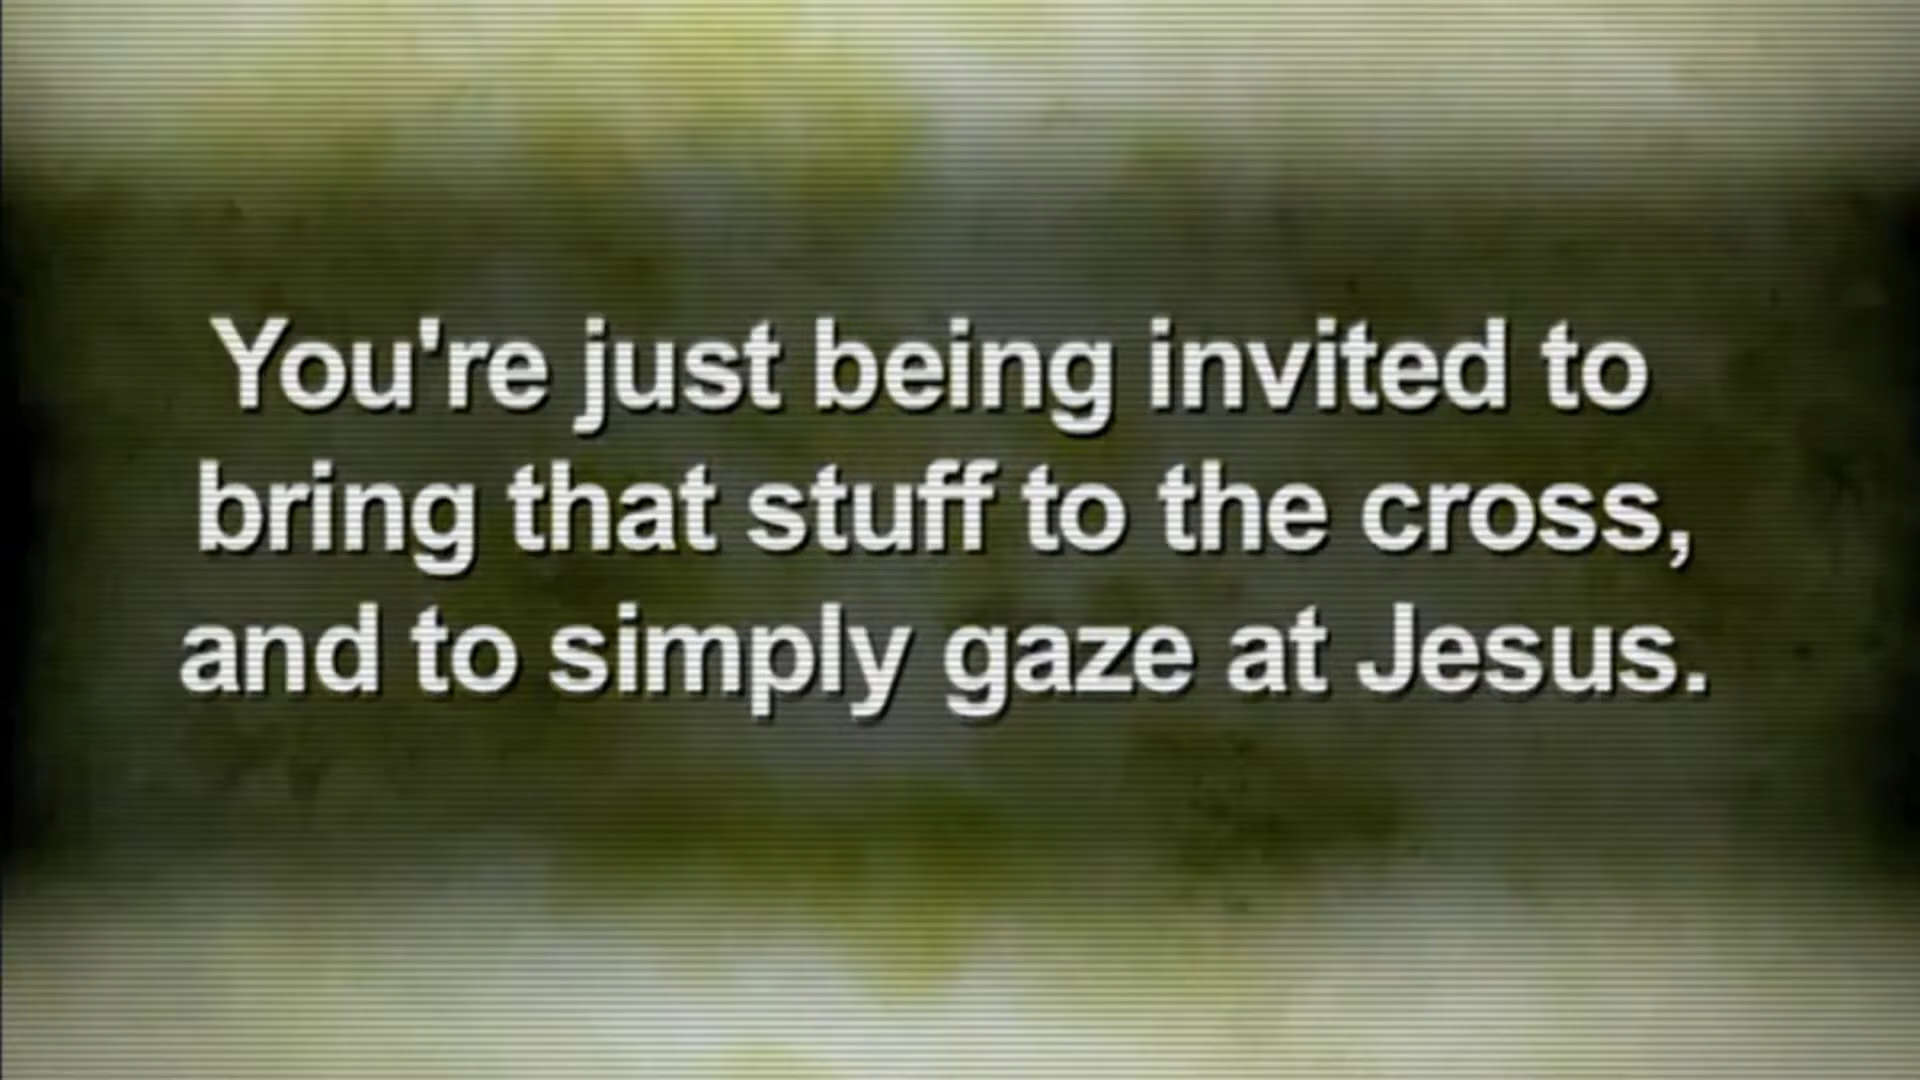 You're just being invited to
bring that stuff to the cross,
and to simply gaze at Jesus.